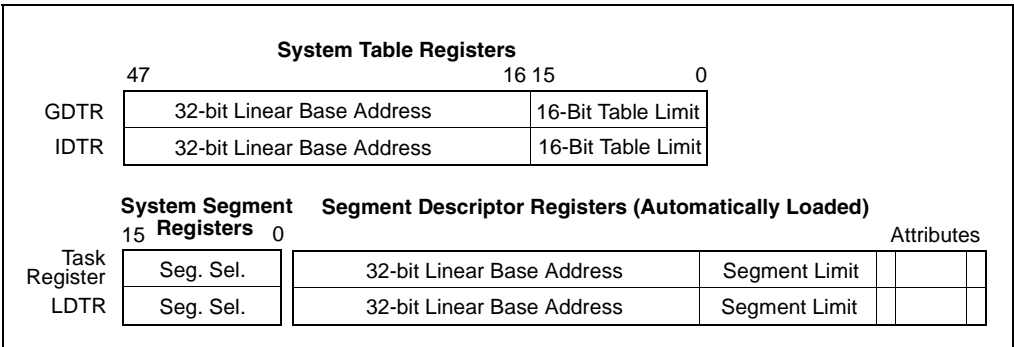 System Table Registers
47 16 15 0
GDTR 32-bit Linear Base Address 16-Bit Table Limit
IDTR 32-bit Linear Base Address 16-Bit Table Limit
System Segment Registers Segment Descriptor Registers (Automatically Loaded)
15 0 Attributes
Task Register Seg. Sel. 32-bit Linear Base Address Segment Limit
LDTR Seg. Sel. 32-bit Linear Base Address Segment Limit